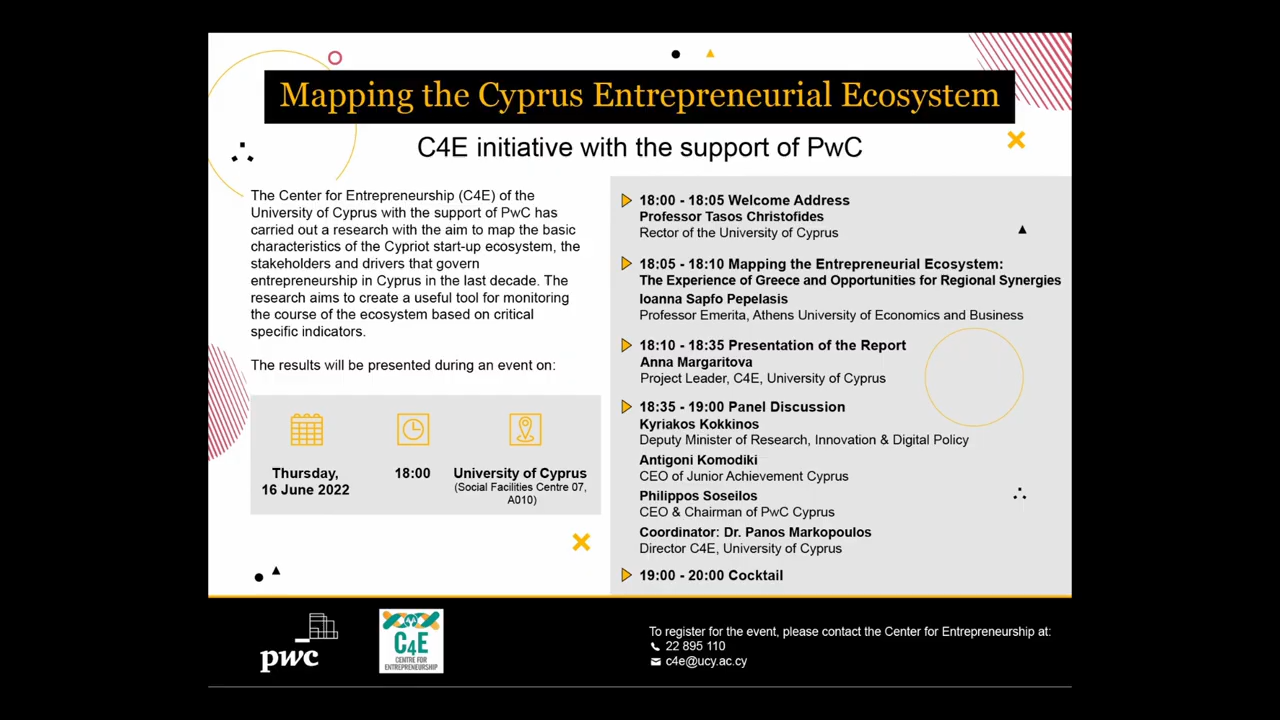 Mapping the Cyprus Entrepreneurial Ecosystem
C4E initiative with the support of PwC
The Center for Entrepreneurship (C4E) of the
University of Cyprus with the support of PwC has
carried out a research with the aim to map the basic
characteristics of the Cypriot start-up ecosystem, the
stakeholders and drivers that govern
entrepreneurship in Cyprus in the last decade. The
research aims to create a useful tool for monitoring
the course of the ecosystem based on critical
specific indicators.
The results will be presented during an event on:
Thursday,
16 June 2022
18:00
University of Cyprus
(Social Facilities Centre 07,
A010)
18:00 - 18:05 Welcome Address
Professor Tasos Christofides
Rector of the University of Cyprus
18:05 - 18:10 Mapping the Entrepreneurial Ecosystem:
The Experience of Greece and Opportunities for Regional Synergies
Ioanna Sapfo Pepelasis
Professor Emerita, Athens University of Economics and Business
18:10 - 18:35 Presentation of the Report
Anna Margaritova
Project Leader, C4E, University of Cyprus
18:35 - 19:00 Panel Discussion
Kyriakos Kokkinos
Deputy Minister of Research, Innovation & Digital Policy
Antigoni Komodiki
CEO of Junior Achievement Cyprus
Philippos Soseilos
CEO & Chairman of PwC Cyprus
Coordinator: Dr. Panos Markopoulos
Director C4E, University of Cyprus
19:00 - 20:00 Cocktail
pwc
C4E
CENTRE FOR
ENTREPRENEURSHIP
To register for the event, please contact the Center for Entrepreneurship at:
22 895 110
c4e@ucy.ac.cy